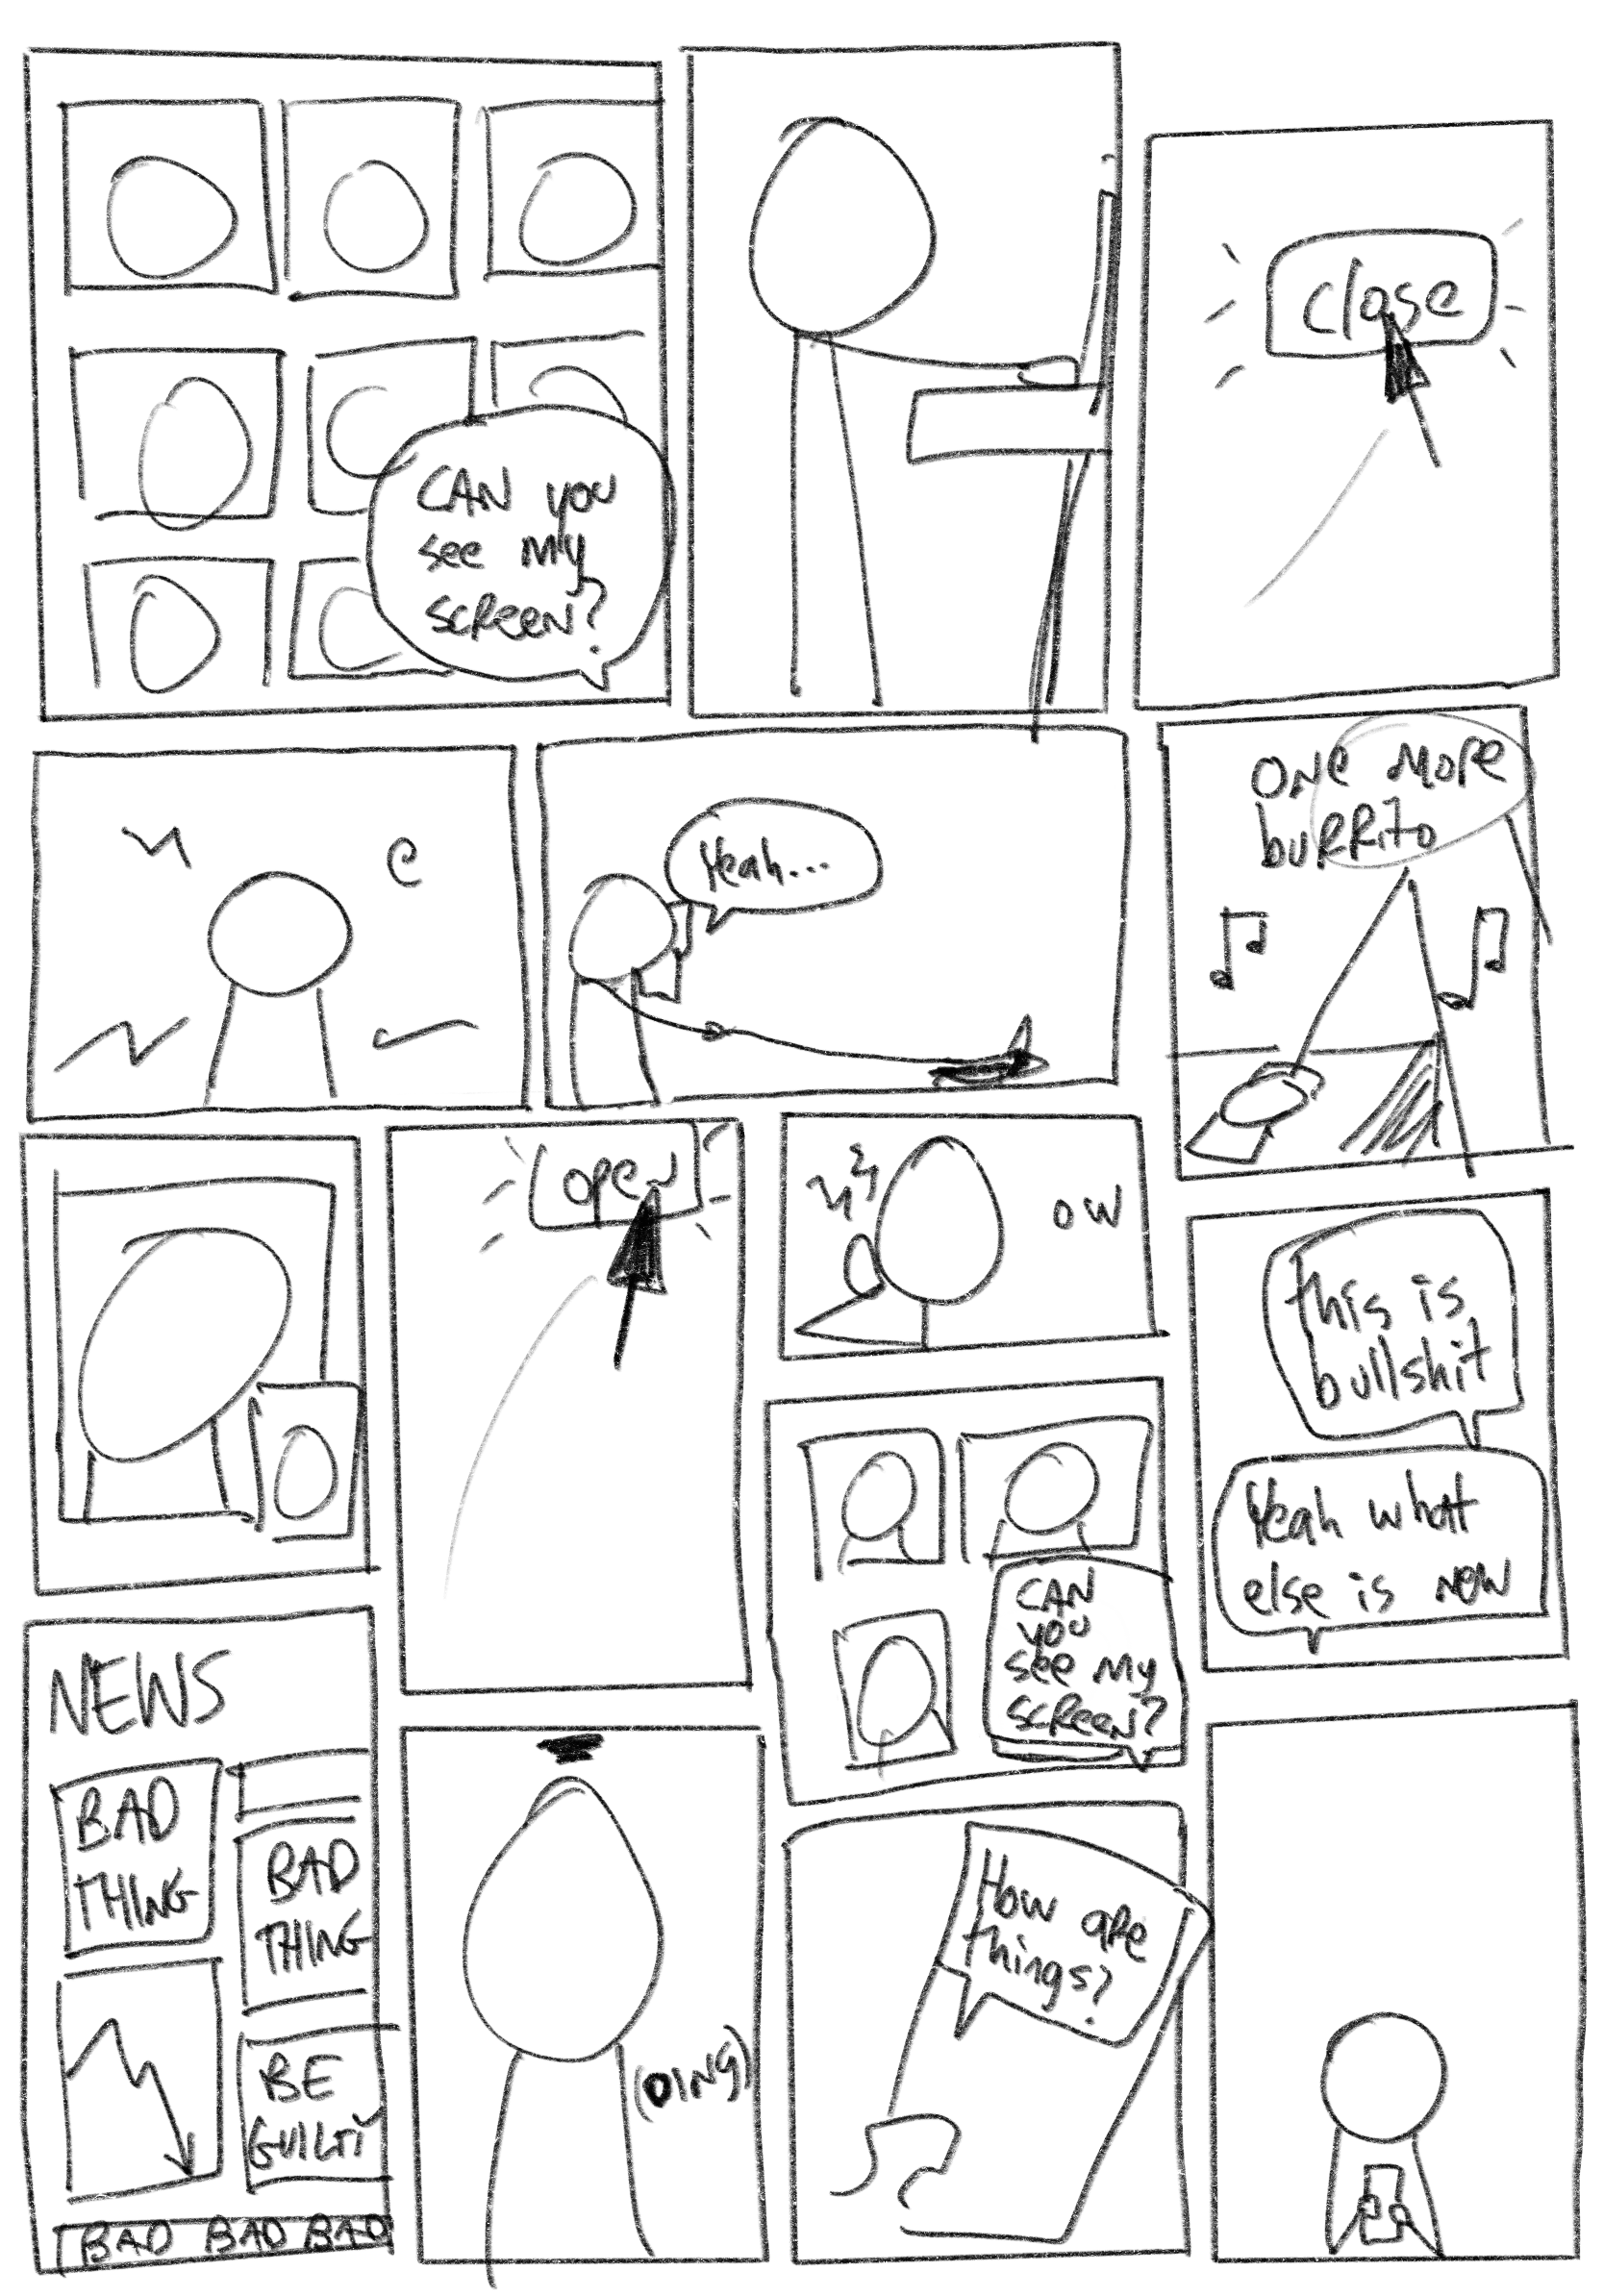 CAN you
see my
screen?
close
Yeah...
one more
burrito
open
ow
this is
bullshit
Yeah what
else is new
CAN
you
see my
screen?
NEWS
BAD
THING
BAD
THING
BE
GUILTY
BAD BAD BAD
(DING)
How are
things?